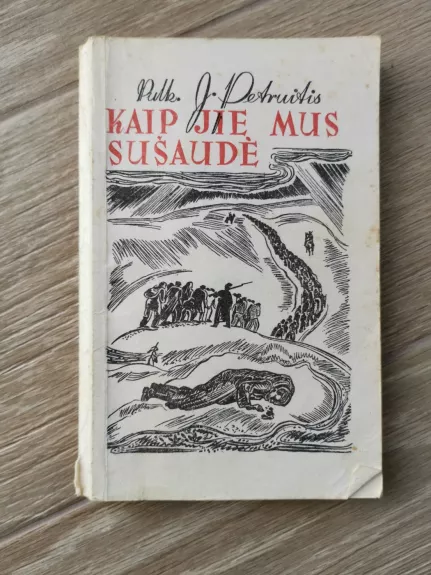 Pulk. J. Petruitis
KAIP JIE MUS
SUŠAUDĖ